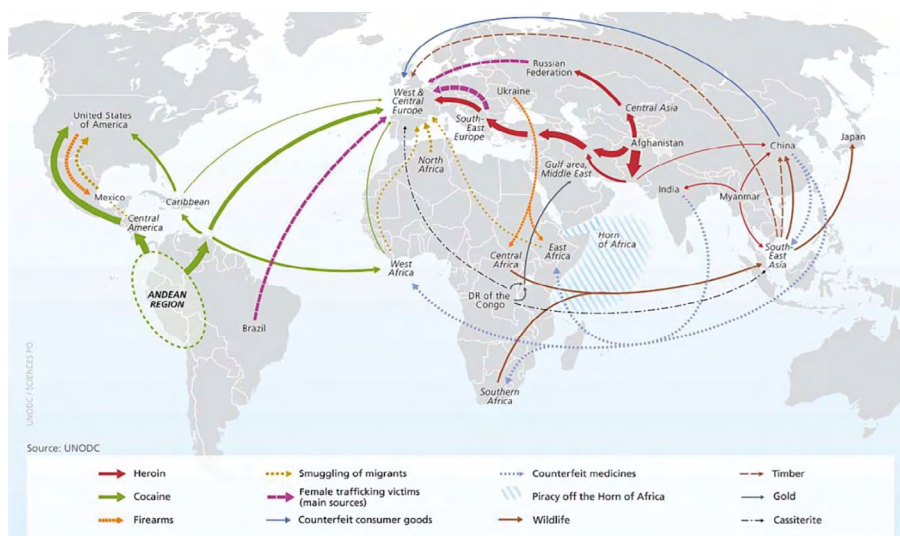 Russian
Federation
West &
Central
Europe
Ukraine
United States
of America
Central Asia
South-
East
Europe
Japan
Afghanistan
China
North
Africa
Gulf area,
Middle East
India
Myanmar
Mexico
Caribbean
Central
America
Horn
of Africa
South-
East
Asia
East
Africa
Central
Africa
West
Africa
ANDEAN
REGION
DR of the
Congo
Brazil
Southern
Africa
UNODC / SCIENCES PO
Source: UNODC
Heroin
Smuggling of migrants
Counterfeit medicines
Timber
Cocaine
Female trafficking victims
(main sources)
Piracy off the Horn of Africa
Gold
Firearms
Counterfeit consumer goods
Wildlife
Cassiterite